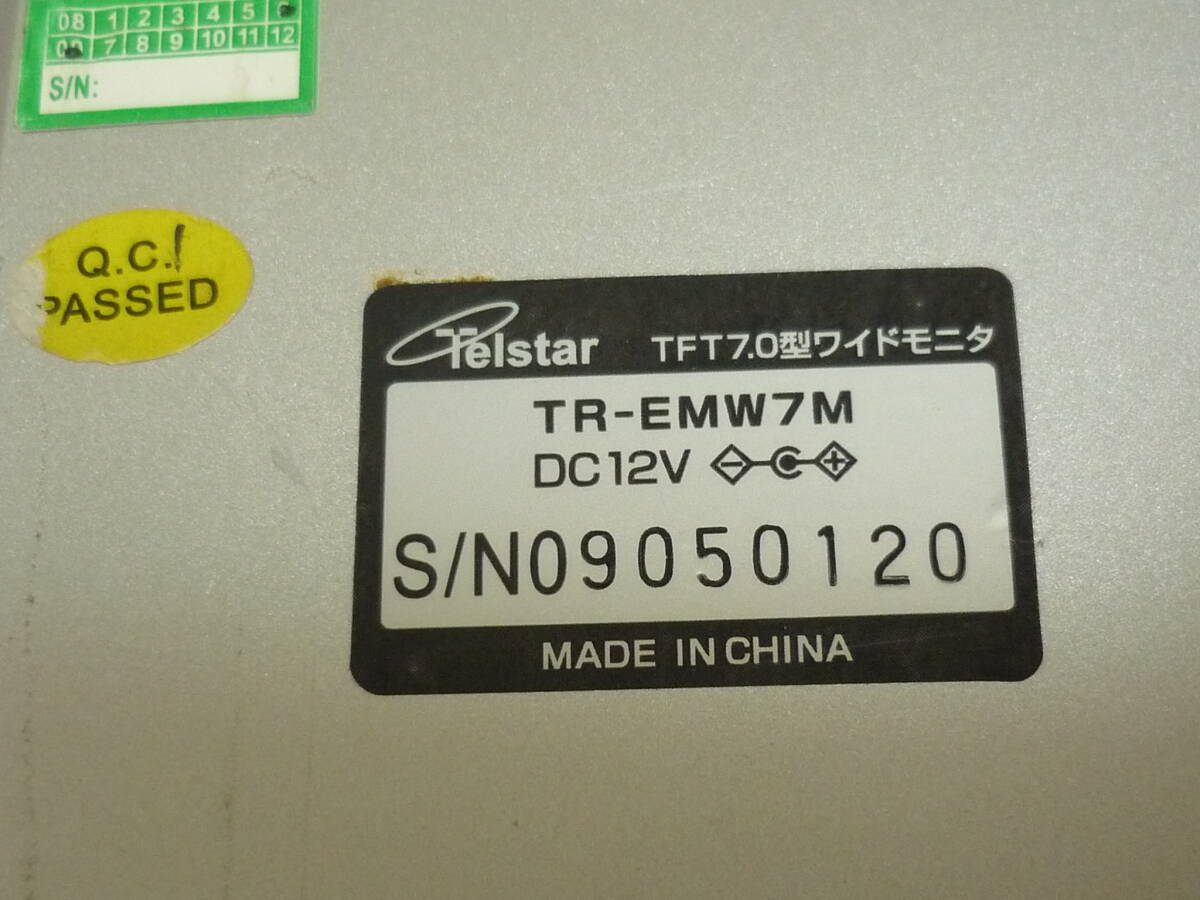 08 1 2 3 4 5
7 8 9 10 11 12
S/N:
Q.C.1
PASSED
Telstar TFT7.0型ワイドモニタ
TR-EMW7M
DC12V
S/N09050120
MADE IN CHINA